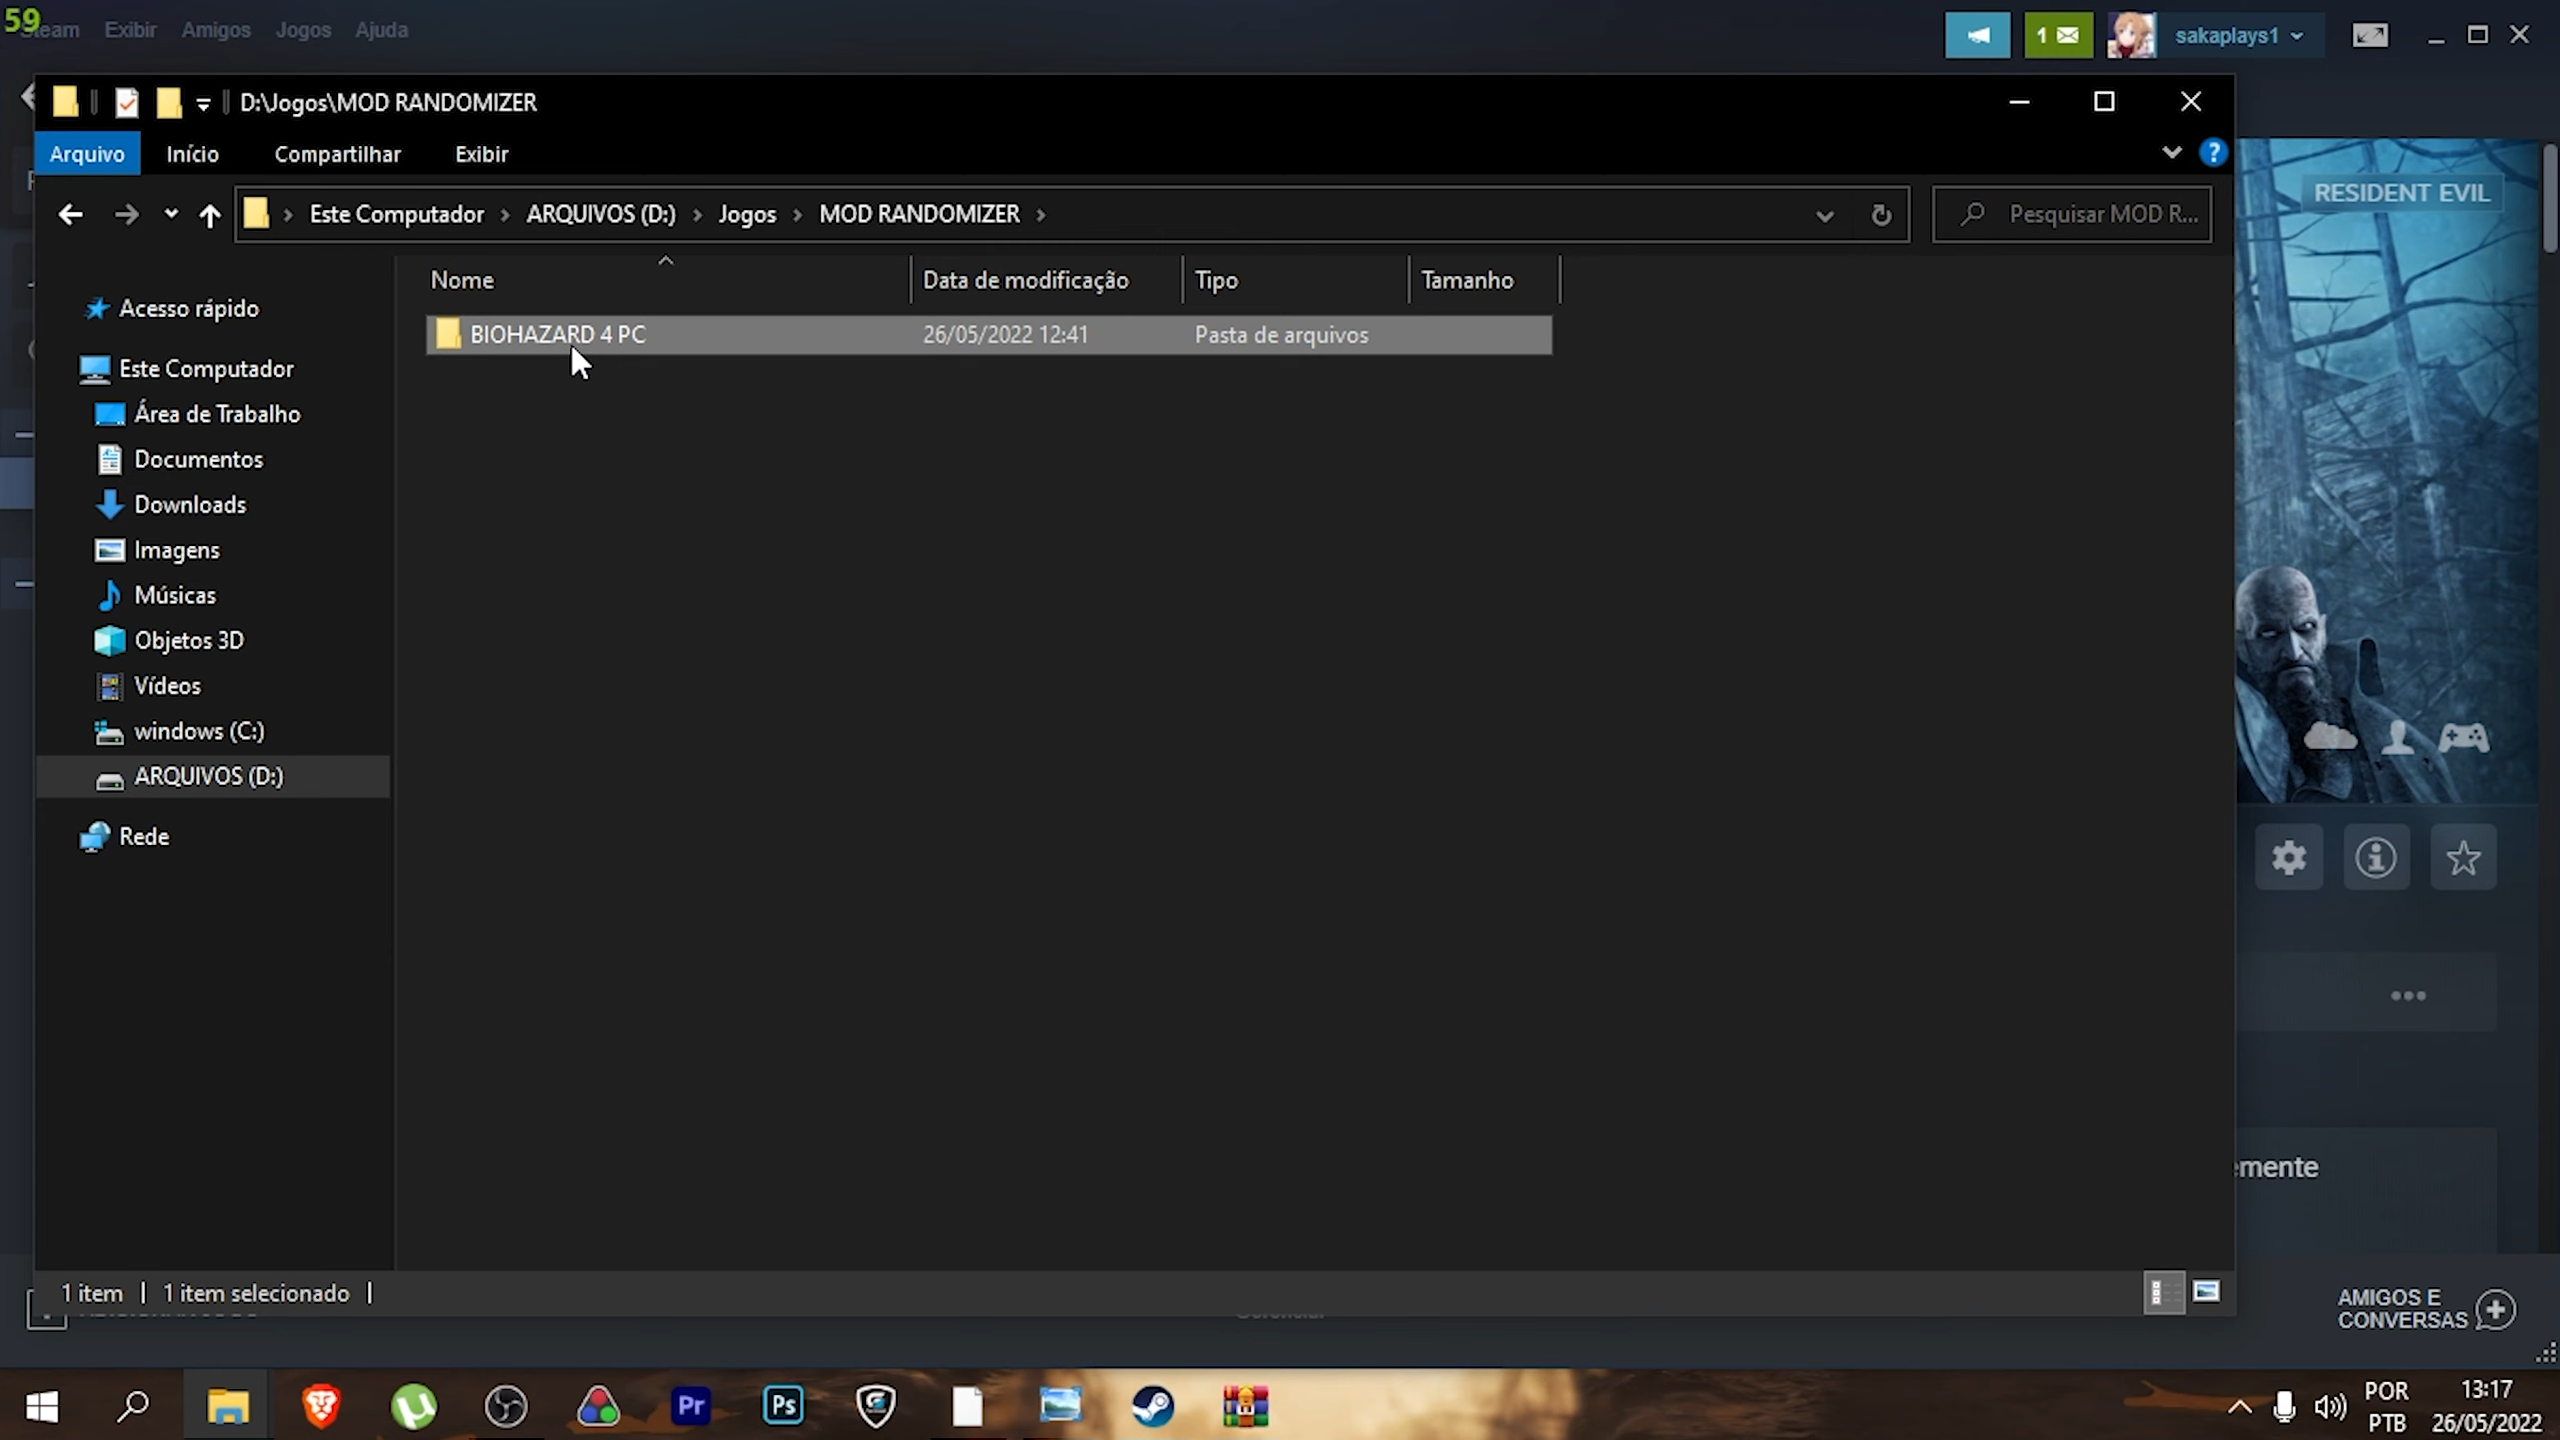 59
Steam Exibir Amigos Jogos Ajuda
1
sakaplays1
D:\Jogos\MOD RANDOMIZER
Arquivo Início Compartilhar Exibir
?
Este Computador ARQUIVOS (D:) Jogos MOD RANDOMIZER
Pesquisar MOD R...
RESIDENT EVIL
Nome Data de modificação Tipo Tamanho
BIOHAZARD 4 PC 26/05/2022 12:41 Pasta de arquivos
Acesso rápido
Este Computador
Área de Trabalho
Documentos
Downloads
Imagens
Músicas
Objetos 3D
Vídeos
windows (C:)
ARQUIVOS (D:)
Rede
emente
1 item 1 item selecionado
AMIGOS E
CONVERSAS
Pr
Ps
POR
PTB
13:17
26/05/2022